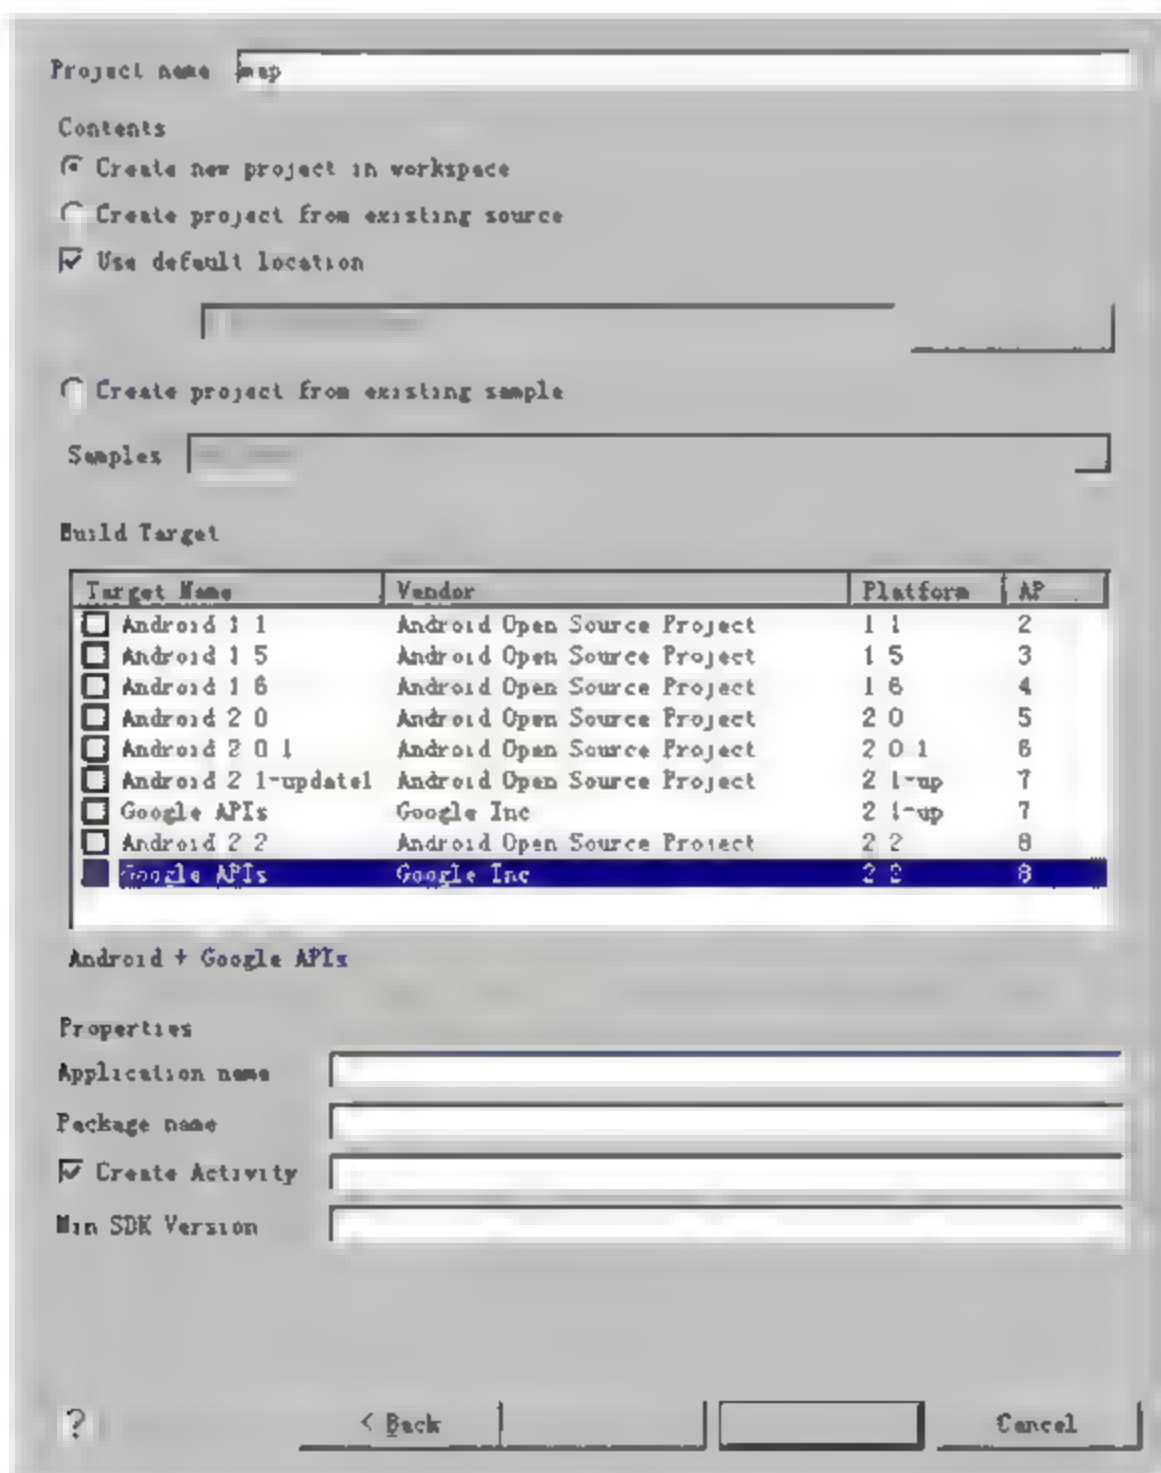 Project name map
Contents
Create new project in workspace
Create project from existing source
Use default location
Create project from existing sample
Samples
Build Target
Target Name Vendor Platform AP
Android 1 1 Android Open Source Project 1 1 2
Android 1 5 Android Open Source Project 1 5 3
Android 1 6 Android Open Source Project 1 6 4
Android 2 0 Android Open Source Project 2 0 5
Android 2 0 1 Android Open Source Project 2 0 1 6
Android 2 1-update1 Android Open Source Project 2 1-up 7
Google APIs Google Inc 2 1-up 7
Android 2 2 Android Open Source Project 2 2 8
Google APIs Google Inc 2 2 8
Android + Google APIs
Properties
Application name
Package name
Create Activity
Min SDK Version
? < Back Cancel